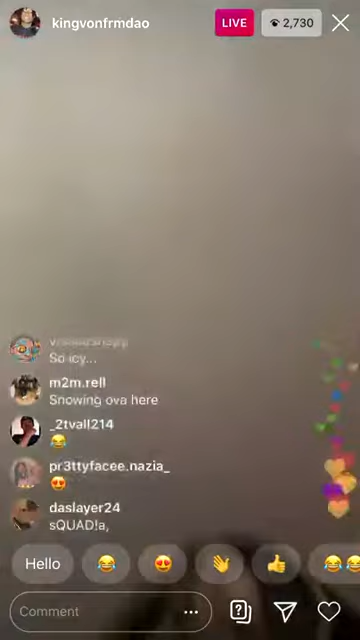 kingvonfrmdao
LIVE
2,730
So icy...
m2m.rell
Snowing ova here
_2tvall214
pr3ttyfacee.nazia_
daslayer24
sQUAD!a,
Hello
Comment